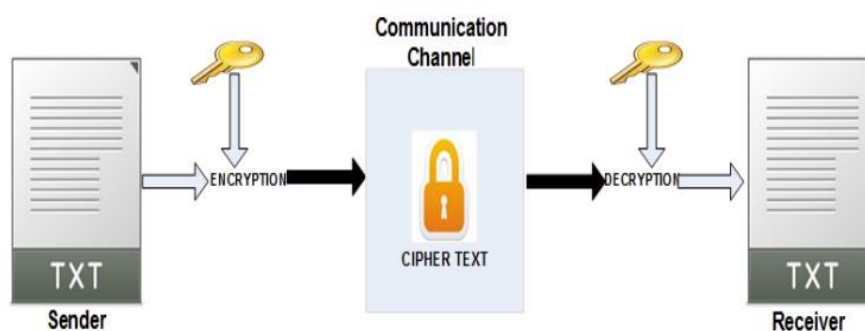 Communication
Channel
ENCRYPTION
DECRYPTION
CIPHER TEXT
TXT
TXT
Sender
Receiver